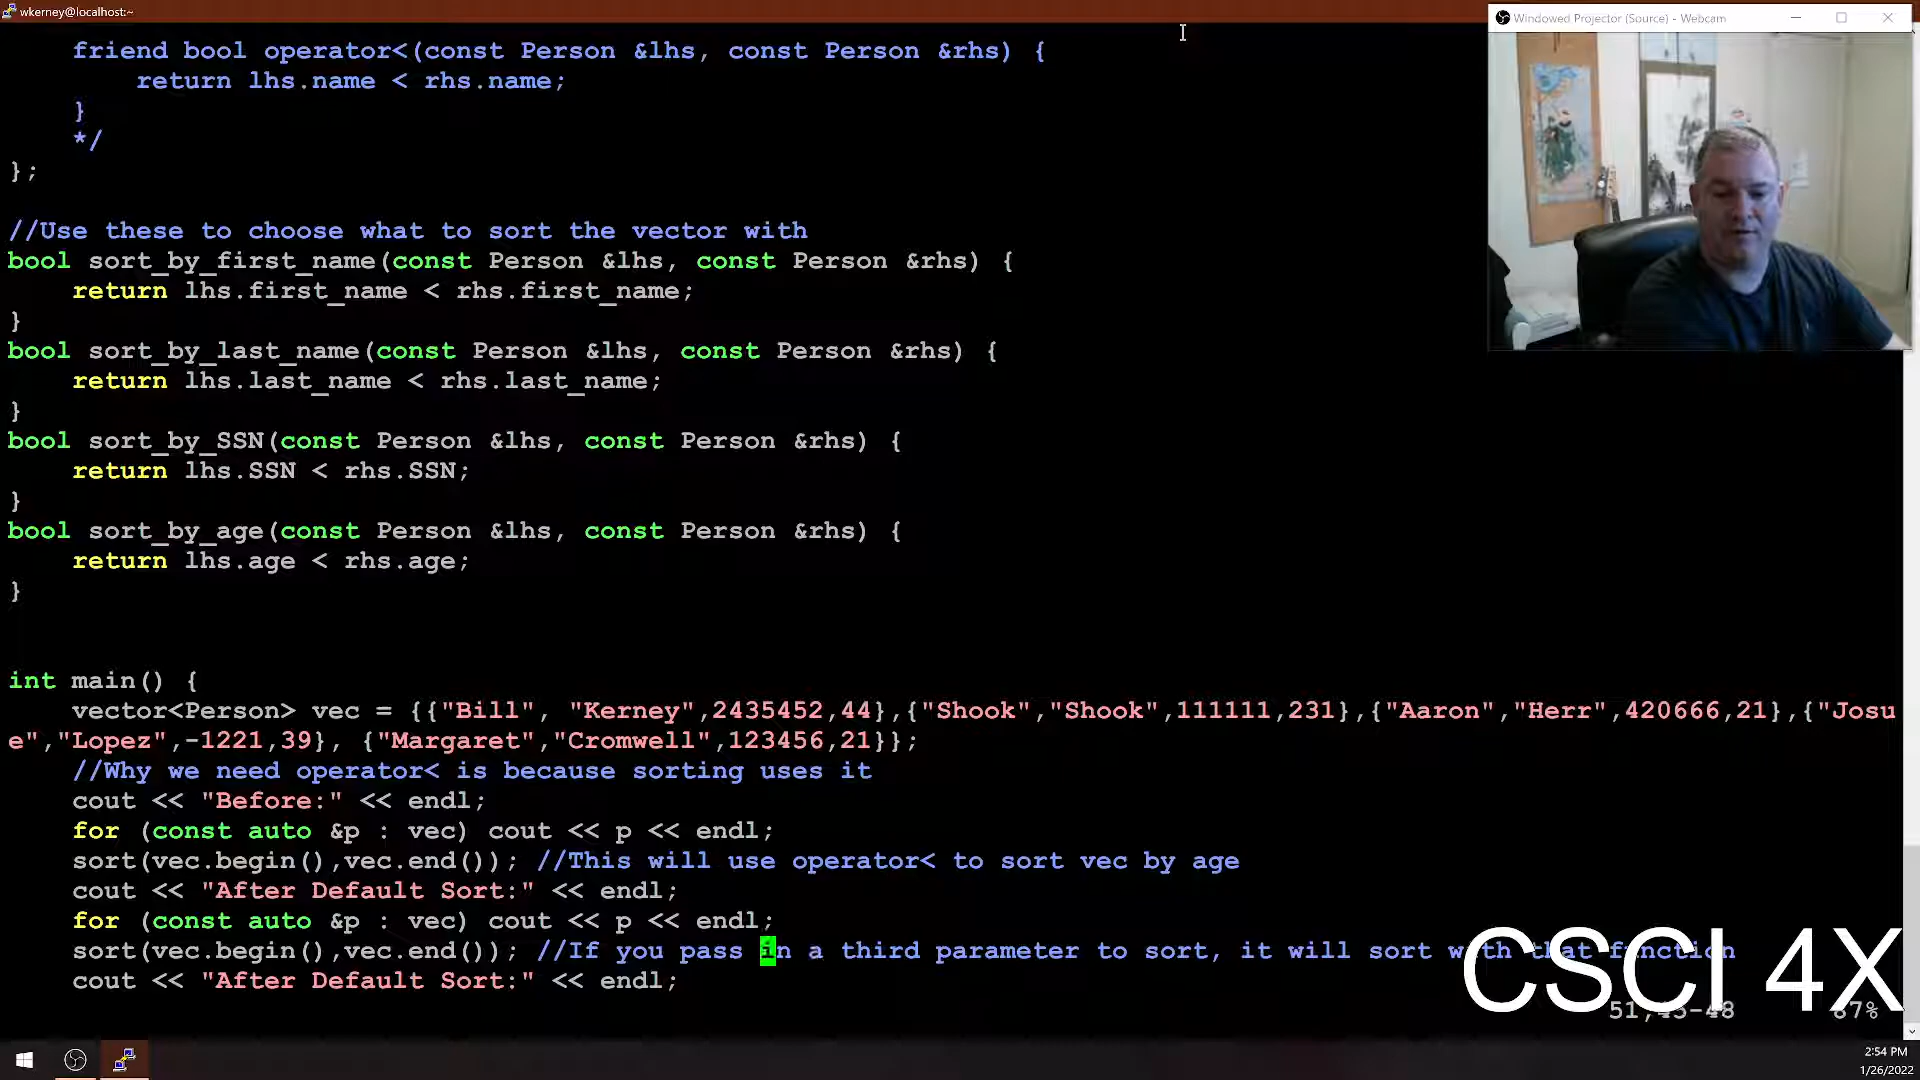 wkerney@localhost:~
Windowed Projector (Source) - Webcam
friend bool operator<(const Person &lhs, const Person &rhs) {
return lhs.name < rhs.name;
}
*/
};
//Use these to choose what to sort the vector with
bool sort_by_first_name(const Person &lhs, const Person &rhs) {
return lhs.first_name < rhs.first_name;
}
bool sort_by_last_name(const Person &lhs, const Person &rhs) {
return lhs.last_name < rhs.last_name;
}
bool sort_by_SSN(const Person &lhs, const Person &rhs) {
return lhs.SSN < rhs.SSN;
}
bool sort_by_age(const Person &lhs, const Person &rhs) {
return lhs.age < rhs.age;
}
int main() {
vector<Person> vec = {{"Bill", "Kerney",2435452,44},{"Shook","Shook",111111,231},{"Aaron","Herr",420666,21},{"Josu
e","Lopez",-1221,39}, {"Margaret","Cromwell",123456,21}};
//Why we need operator< is because sorting uses it
cout << "Before:" << endl;
for (const auto &p : vec) cout << p << endl;
sort(vec.begin(),vec.end()); //This will use operator< to sort vec by age
cout << "After Default Sort:" << endl;
for (const auto &p : vec) cout << p << endl;
sort(vec.begin(),vec.end()); //If you pass in a third parameter to sort, it will sort with that function
cout << "After Default Sort:" << endl;
CSCI 4X
51,45-48 87%
2:54 PM
1/26/2022